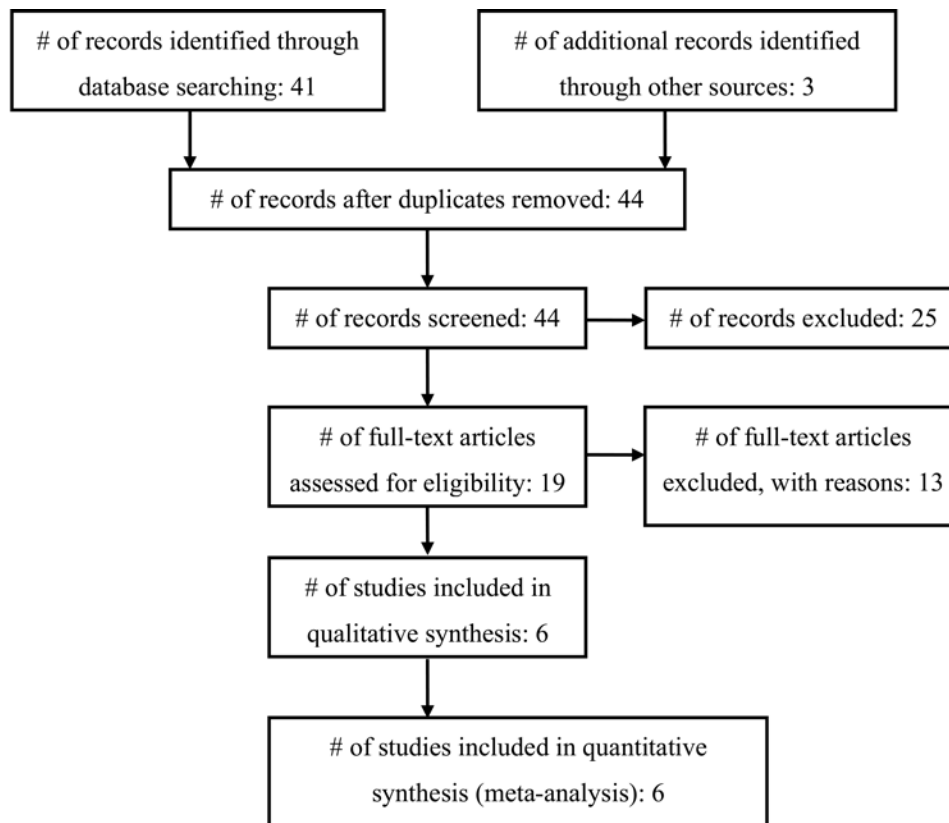 # of records identified through
database searching: 41
# of additional records identified
through other sources: 3
# of records after duplicates removed: 44
# of records screened: 44
# of records excluded: 25
# of full-text articles
assessed for eligibility: 19
# of full-text articles
excluded, with reasons: 13
# of studies included in
qualitative synthesis: 6
# of studies included in quantitative
synthesis (meta-analysis): 6